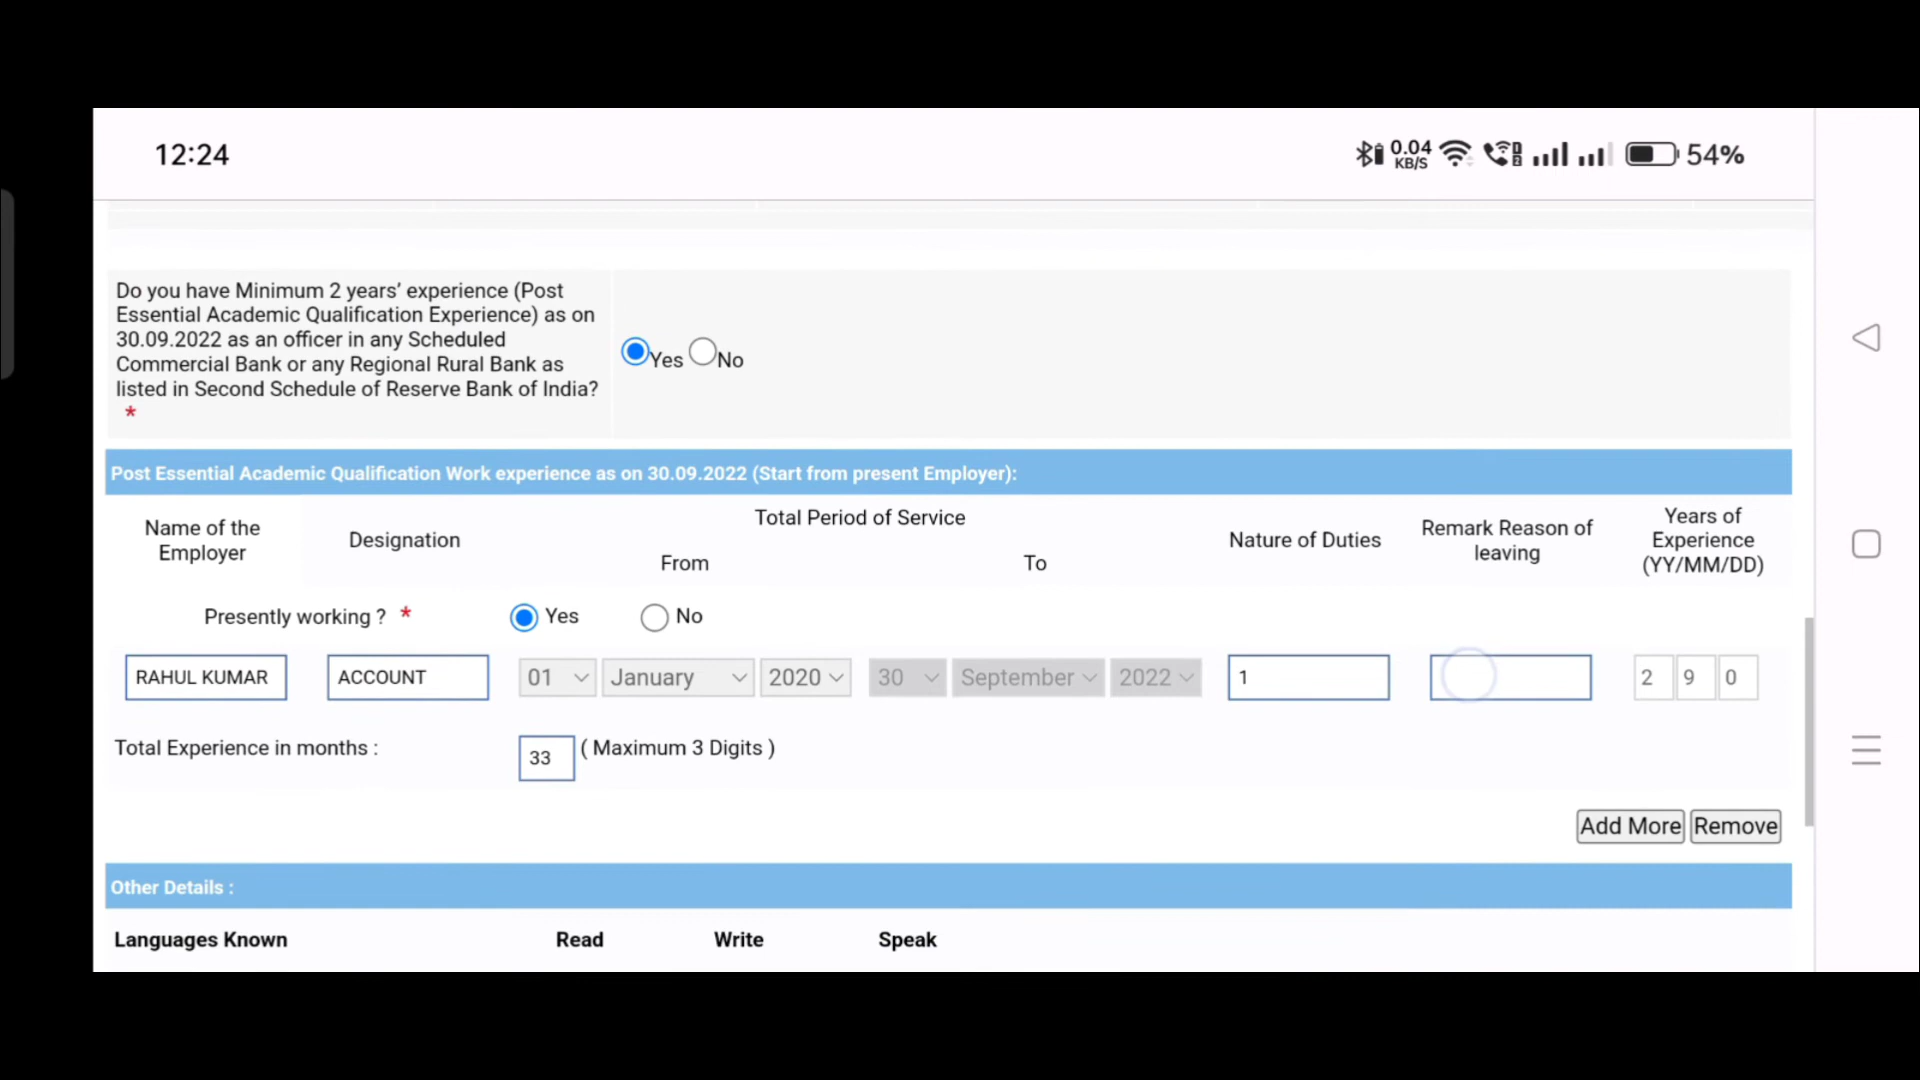 12:24
0.04
KB/S
54%
Do you have Minimum 2 years' experience (Post
Essential Academic Qualification Experience) as on
30.09.2022 as an officer in any Scheduled
Commercial Bank or any Regional Rural Bank as
listed in Second Schedule of Reserve Bank of India?
*
Yes No
Post Essential Academic Qualification Work experience as on 30.09.2022 (Start from present Employer):
Name of the
Employer
Designation
Total Period of Service
From To
Nature of Duties
Remark Reason of
leaving
Years of
Experience
(YY/MM/DD)
Presently working ? * Yes No
RAHUL KUMAR ACCOUNT 01 January 2020 30 September 2022 1 2 9 0
Total Experience in months : 33 ( Maximum 3 Digits )
Add More Remove
Other Details :
Languages Known Read Write Speak